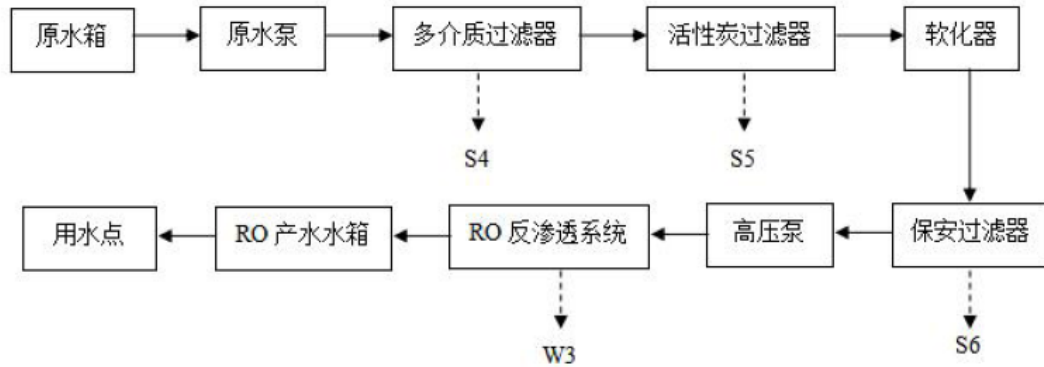 原水箱
原水泵
多介质过滤器
活性炭过滤器
软化器
S4
S5
用水点
RO 产水水箱
RO 反渗透系统
高压泵
保安过滤器
W3
S6